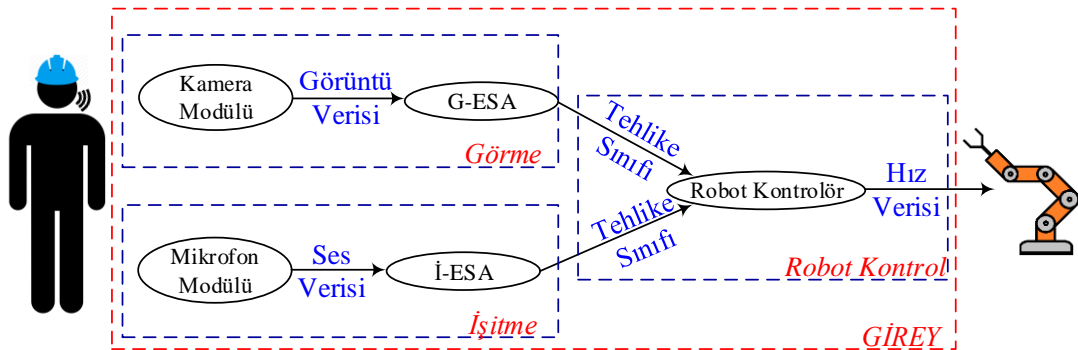 Kamera
Modülü
Görüntü
Verisi
G-ESA
Görme
Tehlike
Sınıfı
Mikrofon
Modülü
Ses
Verisi
İ-ESA
İşitme
Tehlike
Sınıfı
Robot Kontrolör
Hız
Verisi
Robot Kontrol
GİREY